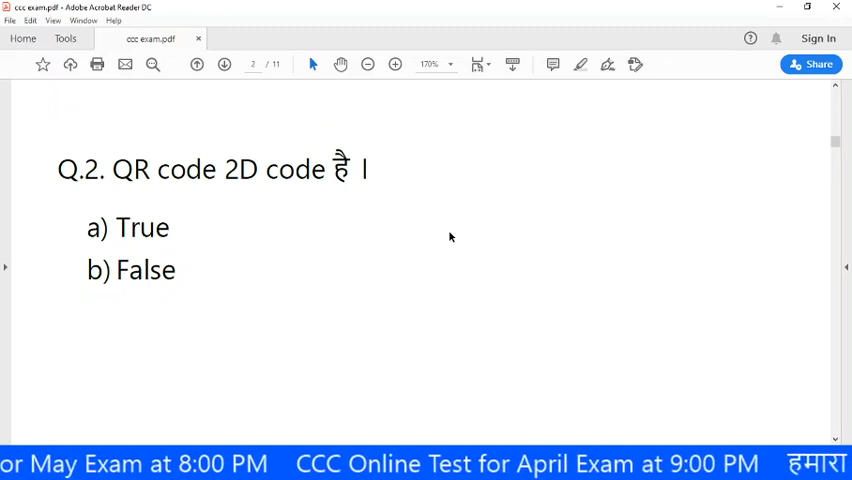 ccc exam.pdf - Adobe Acrobat Reader DC
File Edit View Window Help
Home Tools ccc exam.pdf × Sign In
2 / 11 170% Share
Q.2. QR code 2D code है ।
a) True
b) False
or May Exam at 8:00 PM CCC Online Test for April Exam at 9:00 PM हमारा